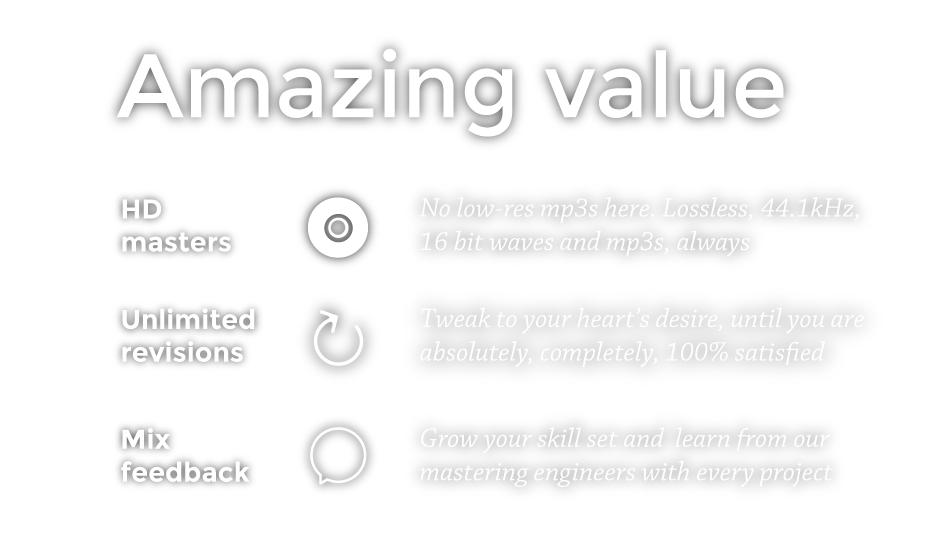 Amazing value
HD
masters
No low-res mp3s here. Lossless, 44.1kHz,
16 bit waves and mp3s, always
Unlimited
revisions
Tweak to your heart's desire, until you are
absolutely, completely, 100% satisfied
Mix
feedback
Grow your skill set and  learn from our
mastering engineers with every project